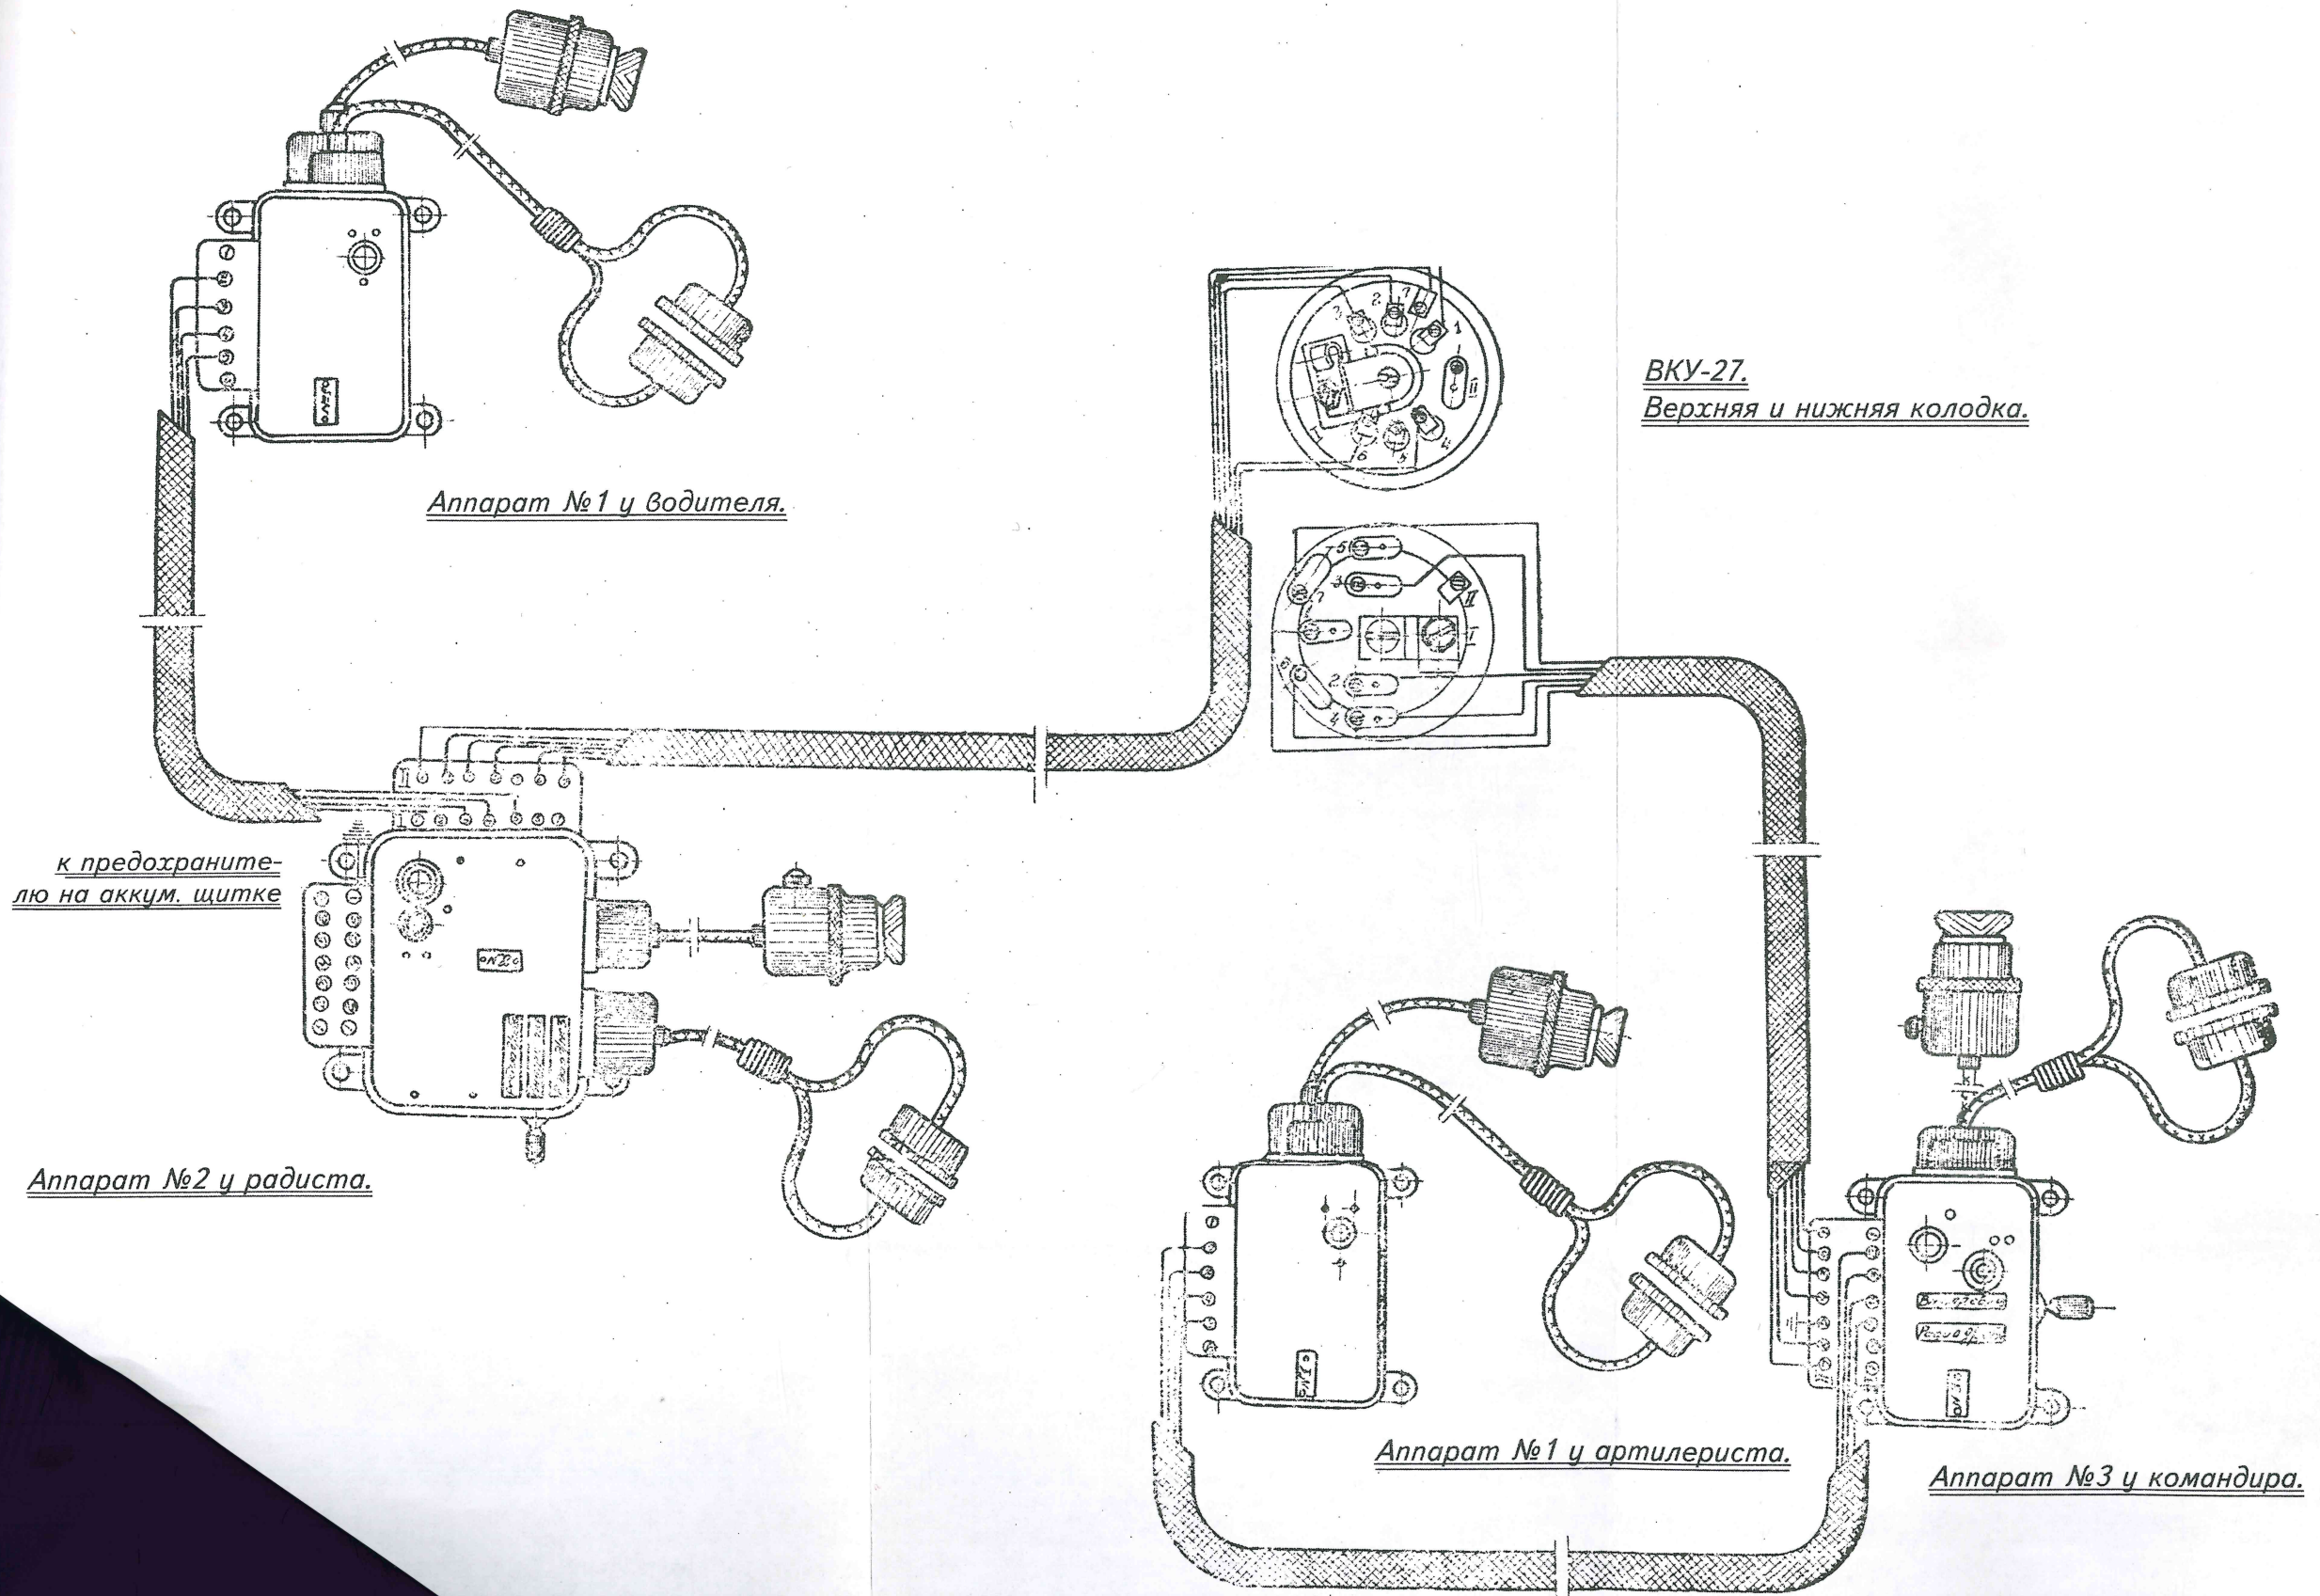 ВКУ-27.
Верхняя и нижняя колодка.
Аппарат №1 у водителя.
к предохраните-
лю на аккум. щитке
Аппарат №2 у радиста.
Аппарат №1 у артилериста.
Аппарат №3 у командира.